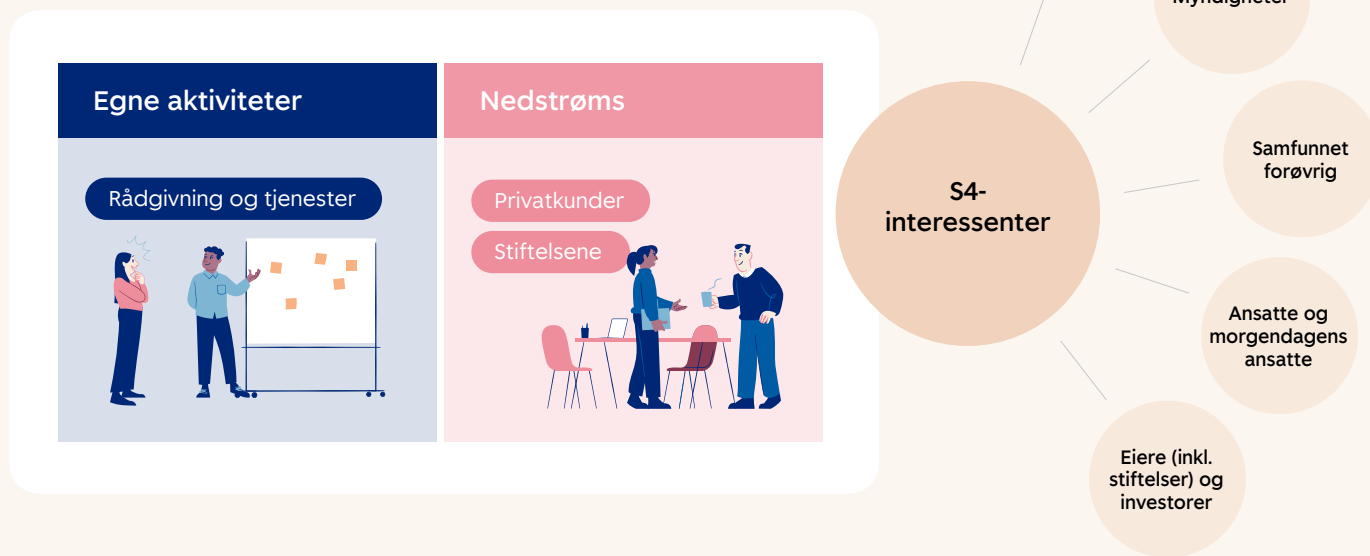 Egne aktiviteter
Rådgivning og tjenester
Nedstrøms
Privatkunder
Stiftelsene
S4-
interessenter
Myndigheter
Samfunnet
forøvrig
Ansatte og
morgendagens
ansatte
Eiere (inkl.
stiftelser) og
investorer